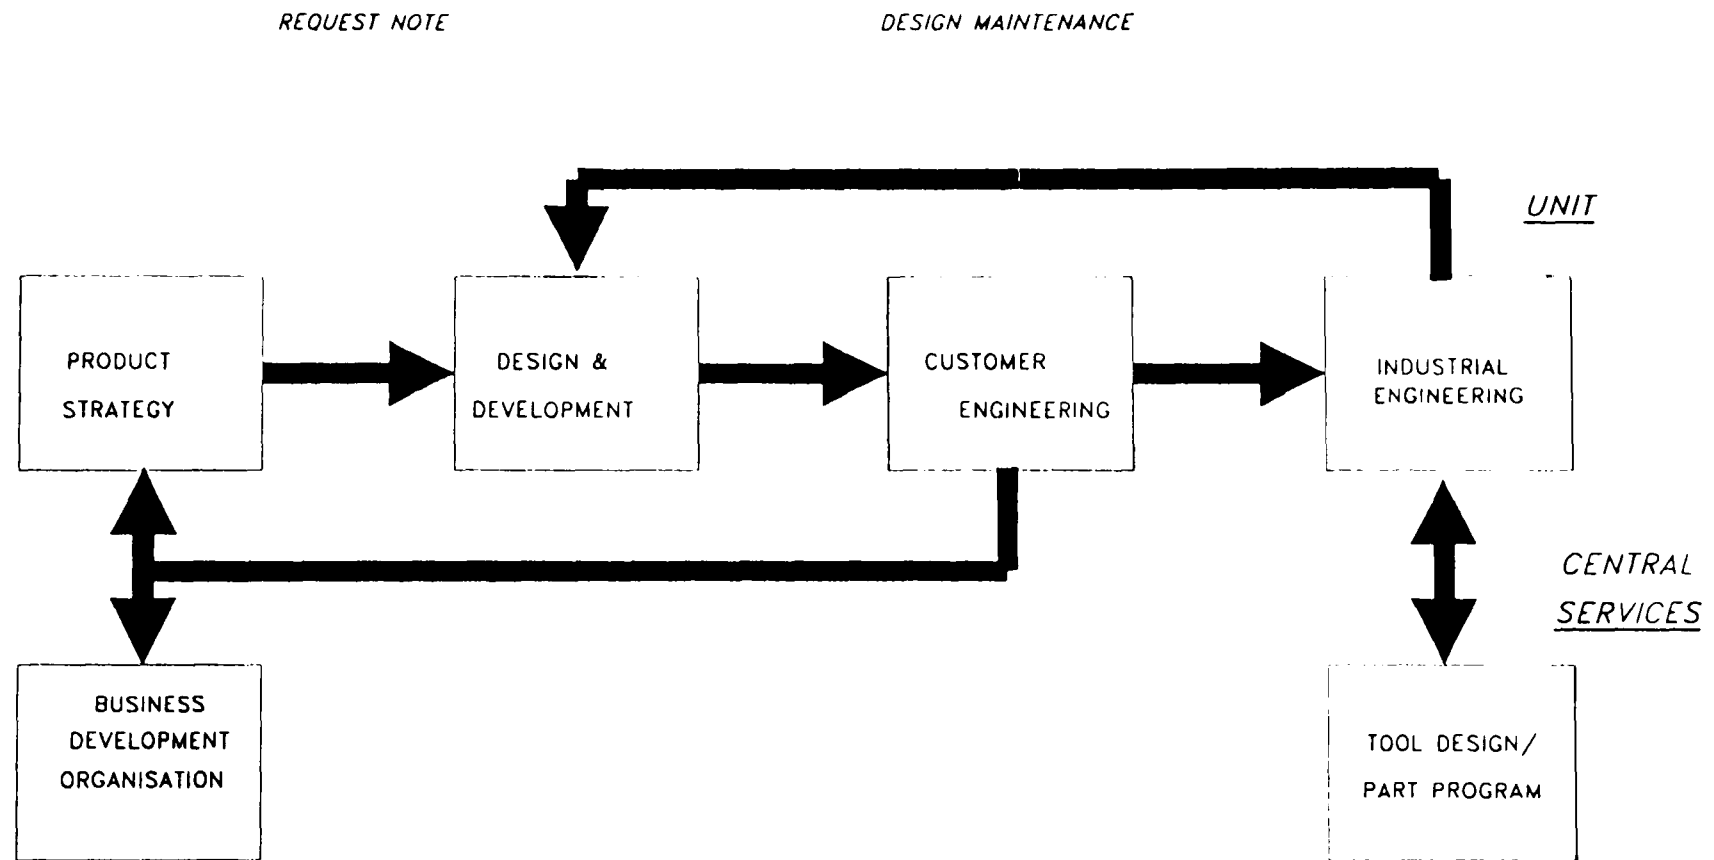 REQUEST NOTE
DESIGN MAINTENANCE
UNIT
PRODUCT
STRATEGY
DESIGN &
DEVELOPMENT
CUSTOMER
ENGINEERING
INDUSTRIAL
ENGINEERING
CENTRAL
SERVICES
BUSINESS
DEVELOPMENT
ORGANISATION
TOOL DESIGN/
PART PROGRAM